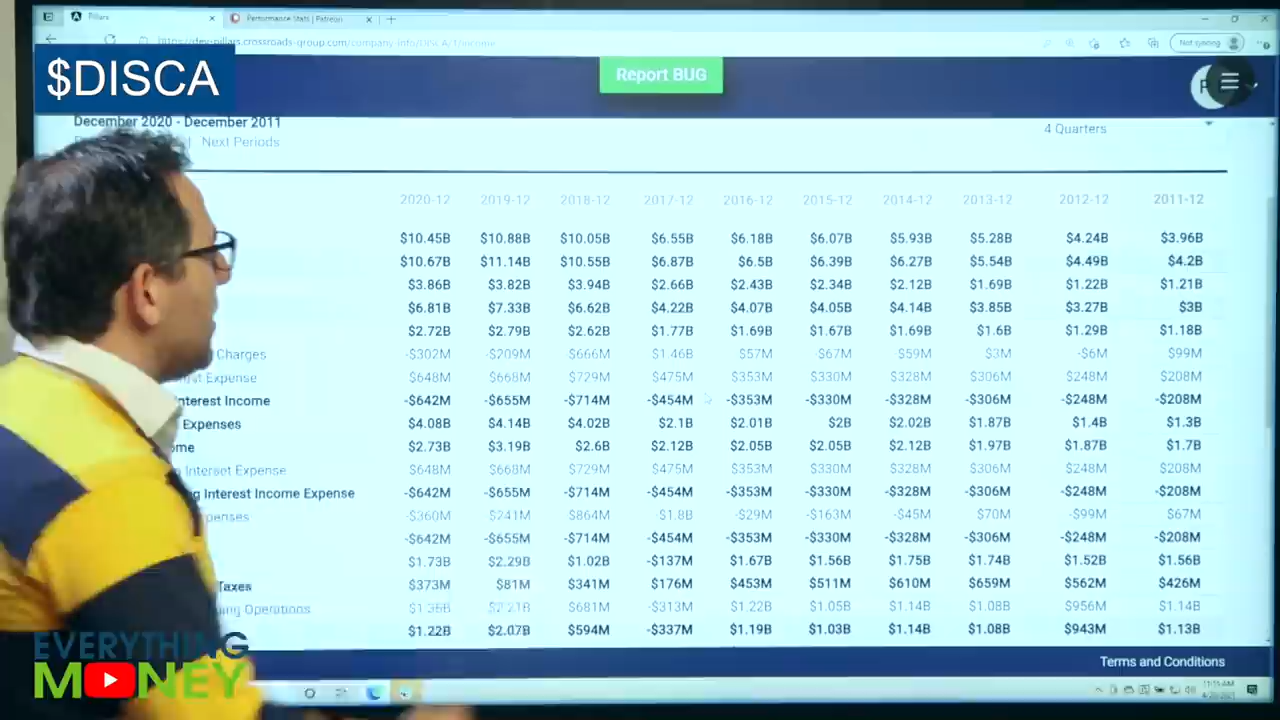 Pillars
Performance Stats | Patreon
Not syncing
$DISCA
Report BUG
December 2020 - December 2011
4 Quarters
Next Periods
2020-12 2019-12 2018-12 2017-12 2016-12 2015-12 2014-12 2013-12 2012-12 2011-12
$10.45B $10.88B $10.05B $6.55B $6.18B $6.07B $5.93B $5.28B $4.24B $3.96B
$10.67B $11.14B $10.55B $6.87B $6.5B $6.39B $6.27B $5.54B $4.49B $4.2B
$3.86B $3.82B $3.94B $2.66B $2.43B $2.34B $2.12B $1.69B $1.22B $1.21B
$6.81B $7.33B $6.62B $4.22B $4.07B $4.05B $4.14B $3.85B $3.27B $3B
$2.72B $2.79B $2.62B $1.77B $1.69B $1.67B $1.69B $1.6B $1.29B $1.18B
Charges -$302M -$209M $666M $1.46B $57M -$67M -$59M $3M -$6M $99M
Expense $648M $668M $729M $475M $353M $330M $328M $306M $248M $208M
terest Income -$642M -$655M -$714M -$454M -$353M -$330M -$328M -$306M -$248M -$208M
Expenses $4.08B $4.14B $4.02B $2.1B $2.01B $2B $2.02B $1.87B $1.4B $1.3B
ome $2.73B $3.19B $2.6B $2.12B $2.05B $2.05B $2.12B $1.97B $1.87B $1.7B
Interset Expense $648M $668M $729M $475M $353M $330M $328M $306M $248M $208M
ng Interest Income Expense -$642M -$655M -$714M -$454M -$353M -$330M -$328M -$306M -$248M -$208M
penses -$360M $241M $864M $1.8B -$29M -$163M -$45M $70M -$99M $67M
-$642M -$655M -$714M -$454M -$353M -$330M -$328M -$306M -$248M -$208M
$1.73B $2.29B $1.02B -$137M $1.67B $1.56B $1.75B $1.74B $1.52B $1.56B
Taxes $373M $81M $341M $176M $453M $511M $610M $659M $562M $426M
ing Operations $1.36B $2.21B $681M -$313M $1.22B $1.05B $1.14B $1.08B $956M $1.14B
$1.22B $2.07B $594M -$337M $1.19B $1.03B $1.14B $1.08B $943M $1.13B
EVERYTHING
MONEY
Terms and Conditions